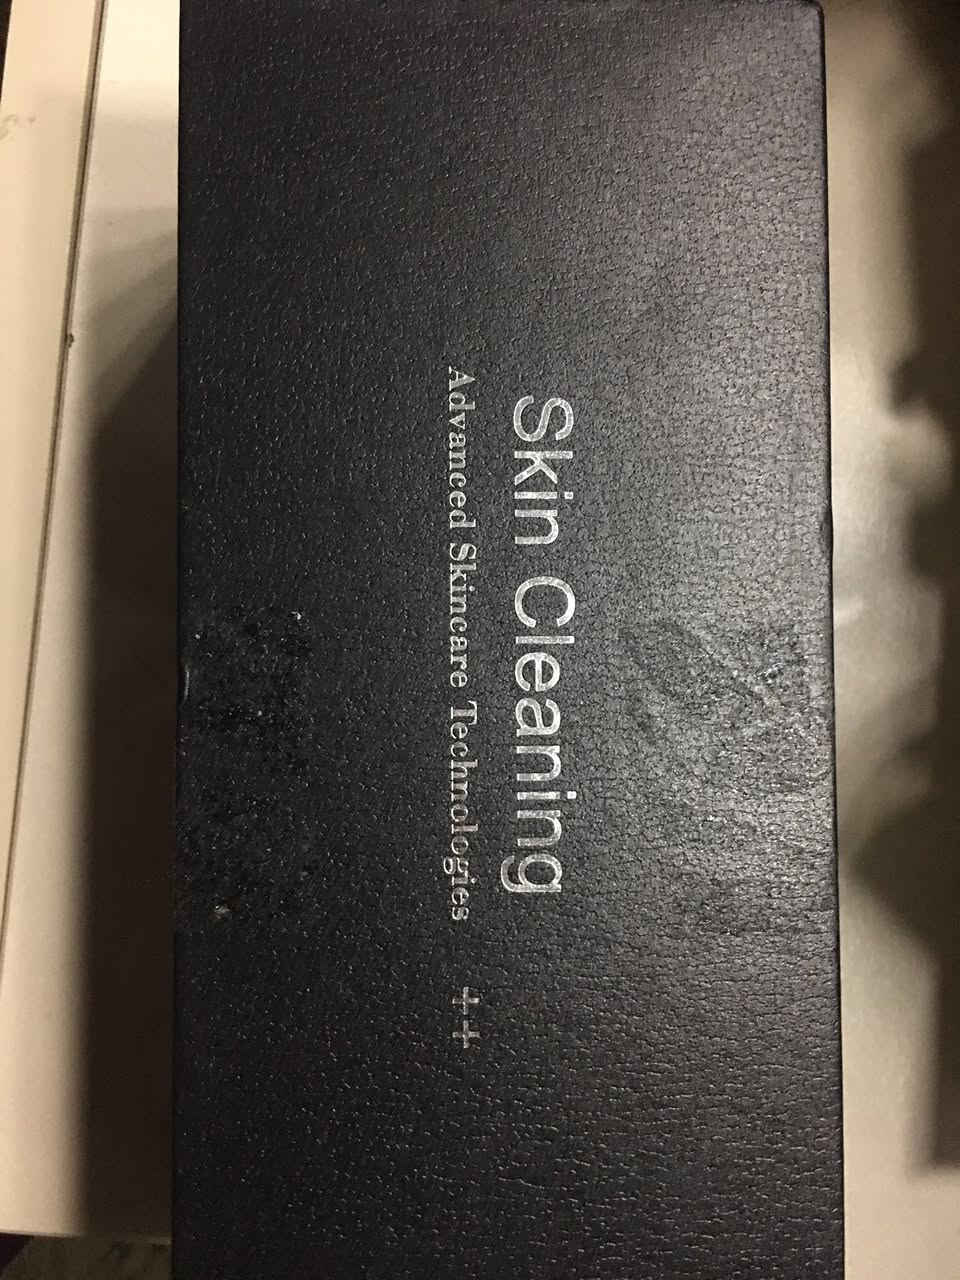 Skin Cleaning
Advanced Skincare Technologies ++